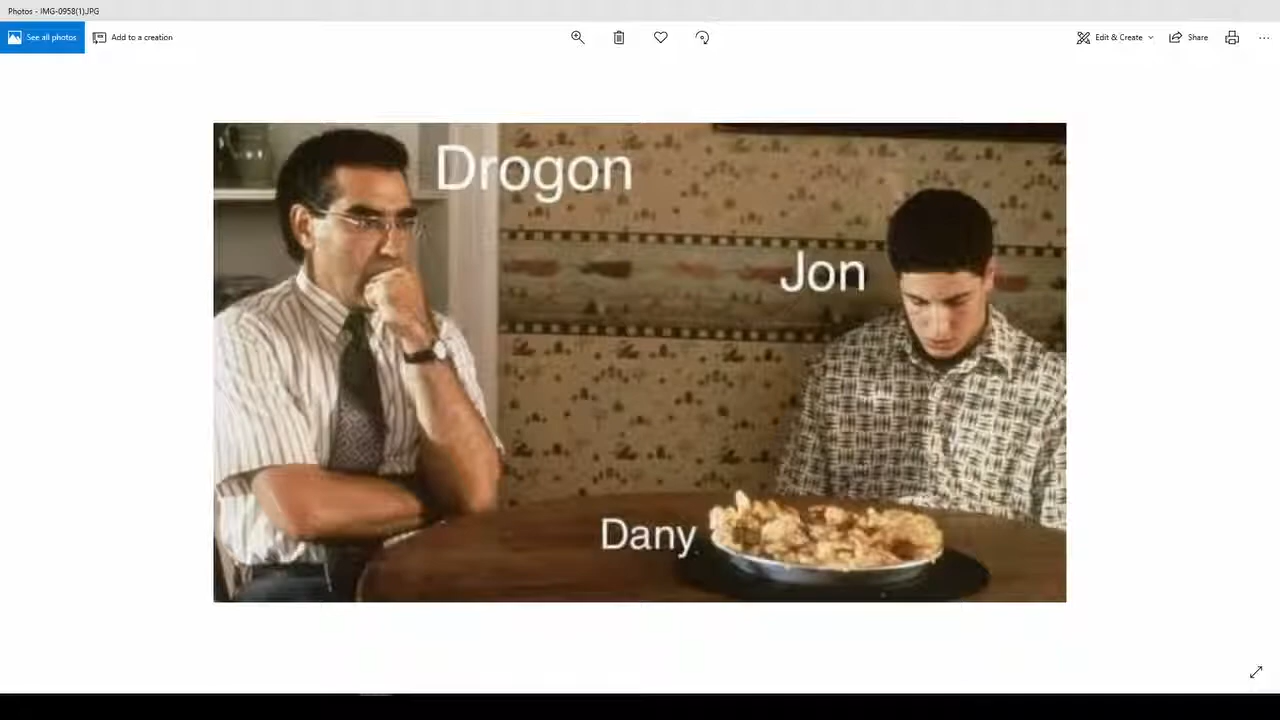 Photos - IMG-0958(1).JPG
See all photos
Add to a creation
Edit & Create
Share
Drogon
Jon
Dany